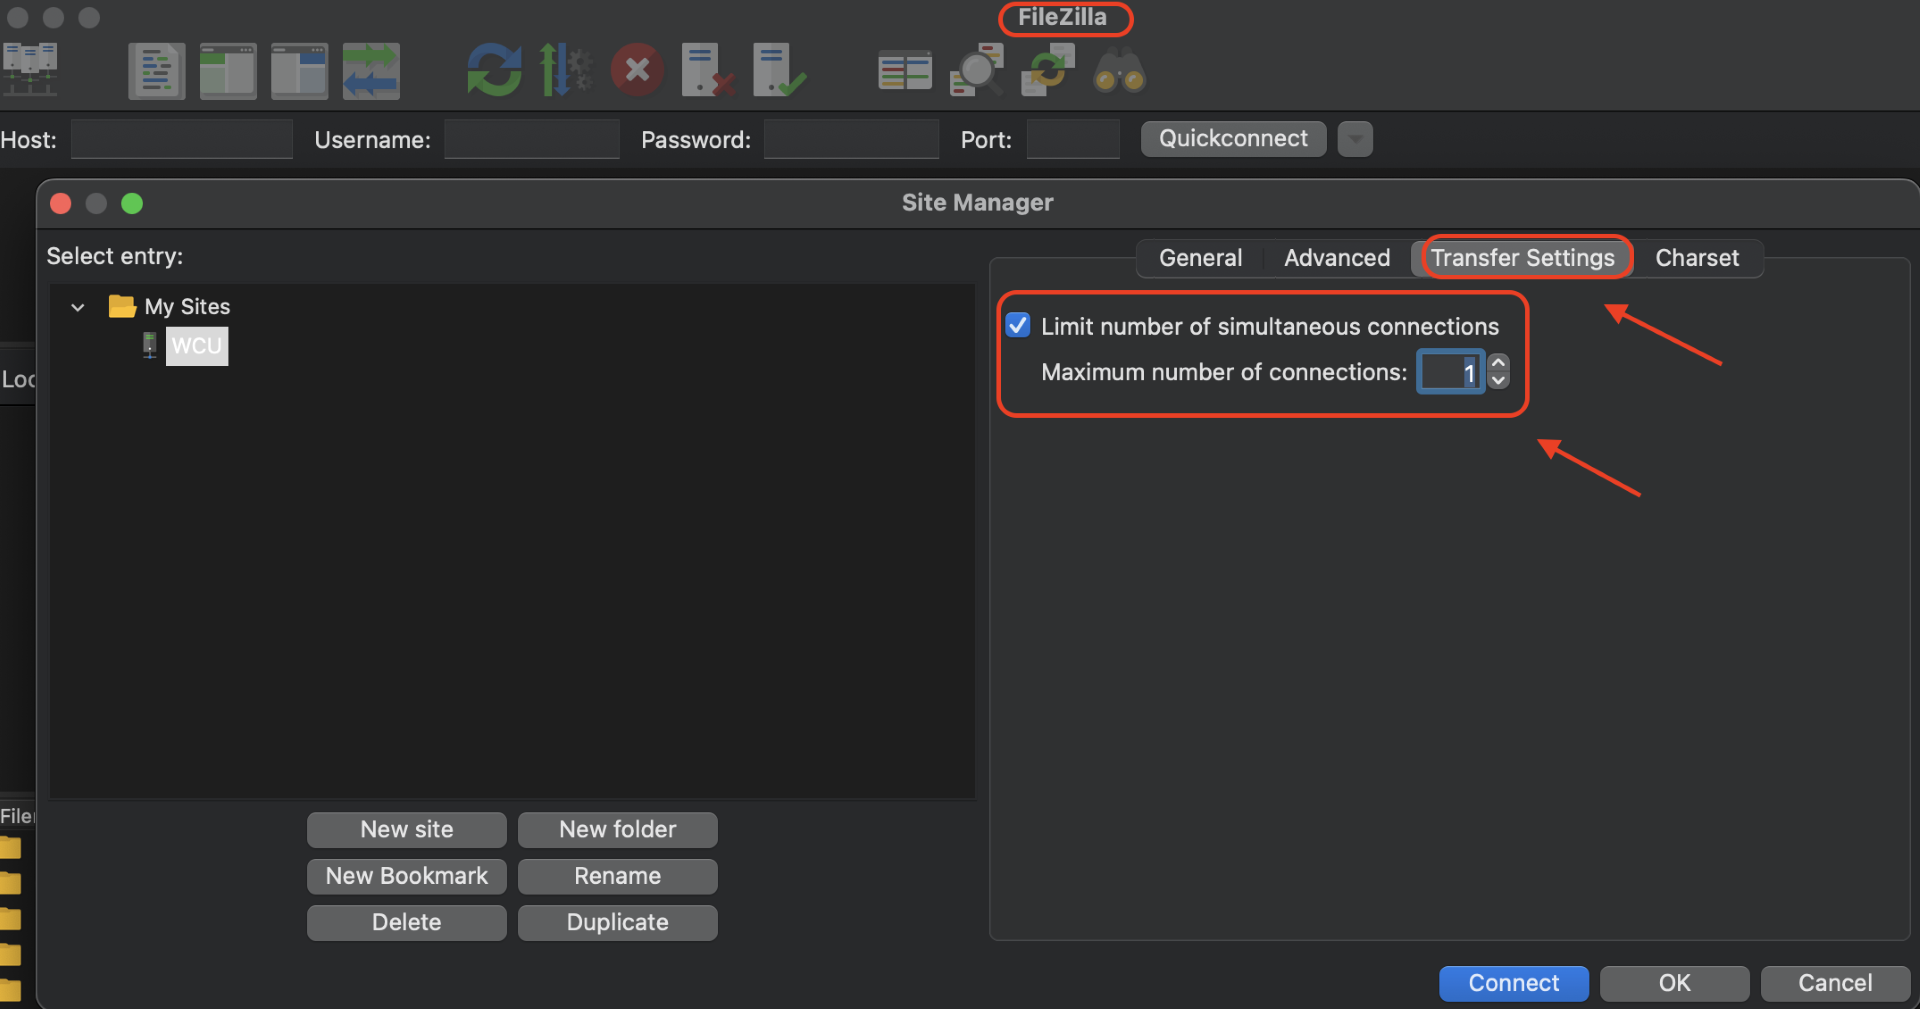 FileZilla
Host:
Username:
Password:
Port:
Quickconnect
Site Manager
Select entry:
General
Advanced
Transfer Settings
Charset
My Sites
WCU
Limit number of simultaneous connections
Maximum number of connections: 1
Loc
File
New site
New folder
New Bookmark
Rename
Delete
Duplicate
Connect
OK
Cancel